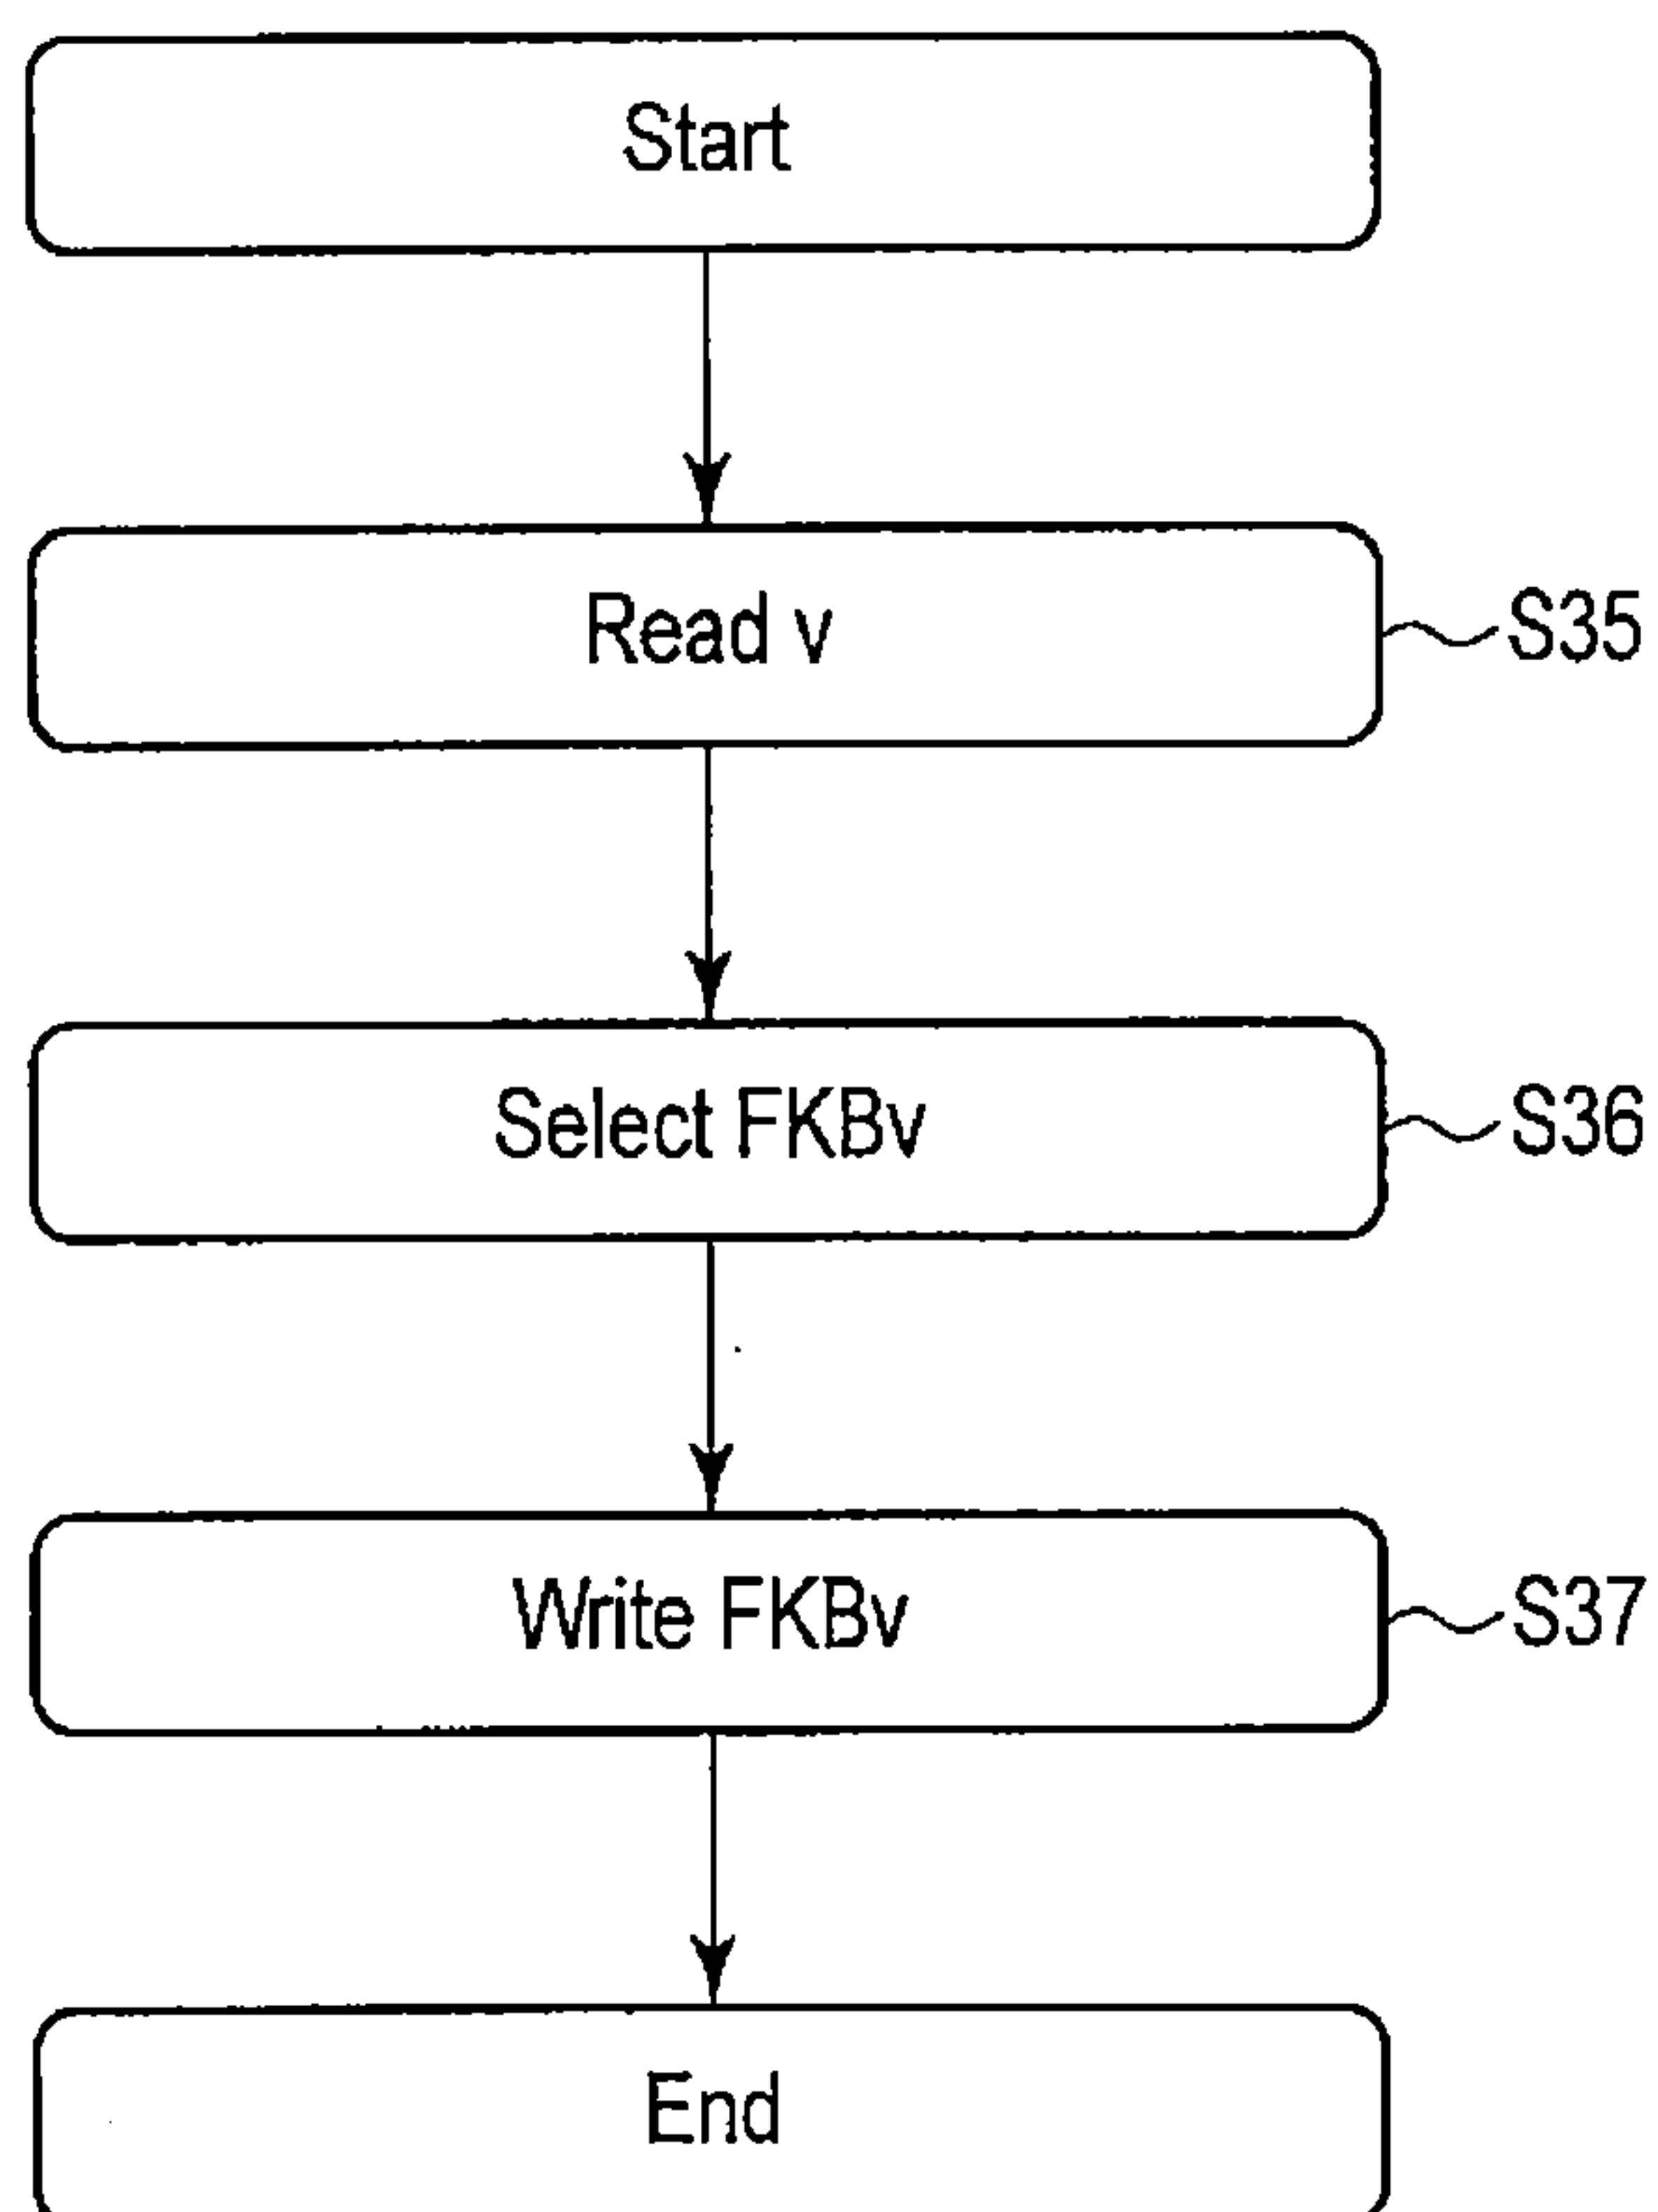 Start
Read v
S35
Select FKBv
S36
Write FKBv
S37
End